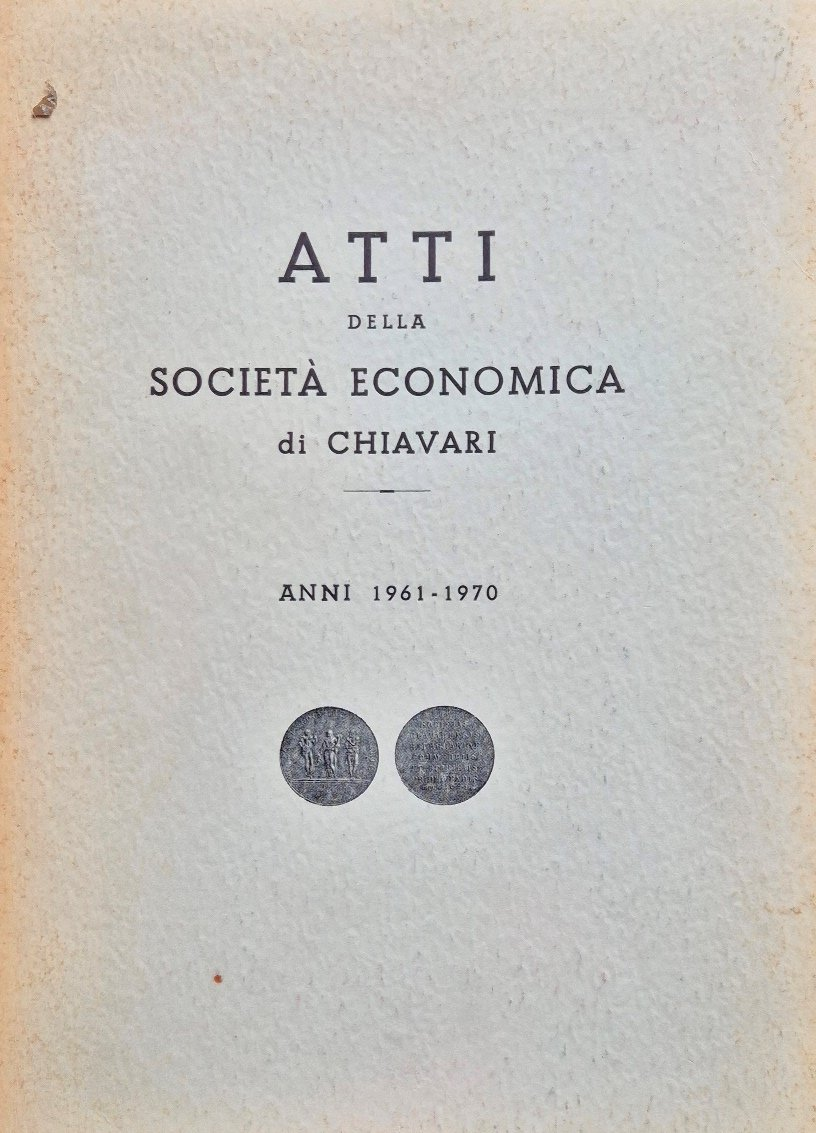 ATTI
DELLA
SOCIETÀ ECONOMICA
di CHIAVARI
ANNI 1961-1970